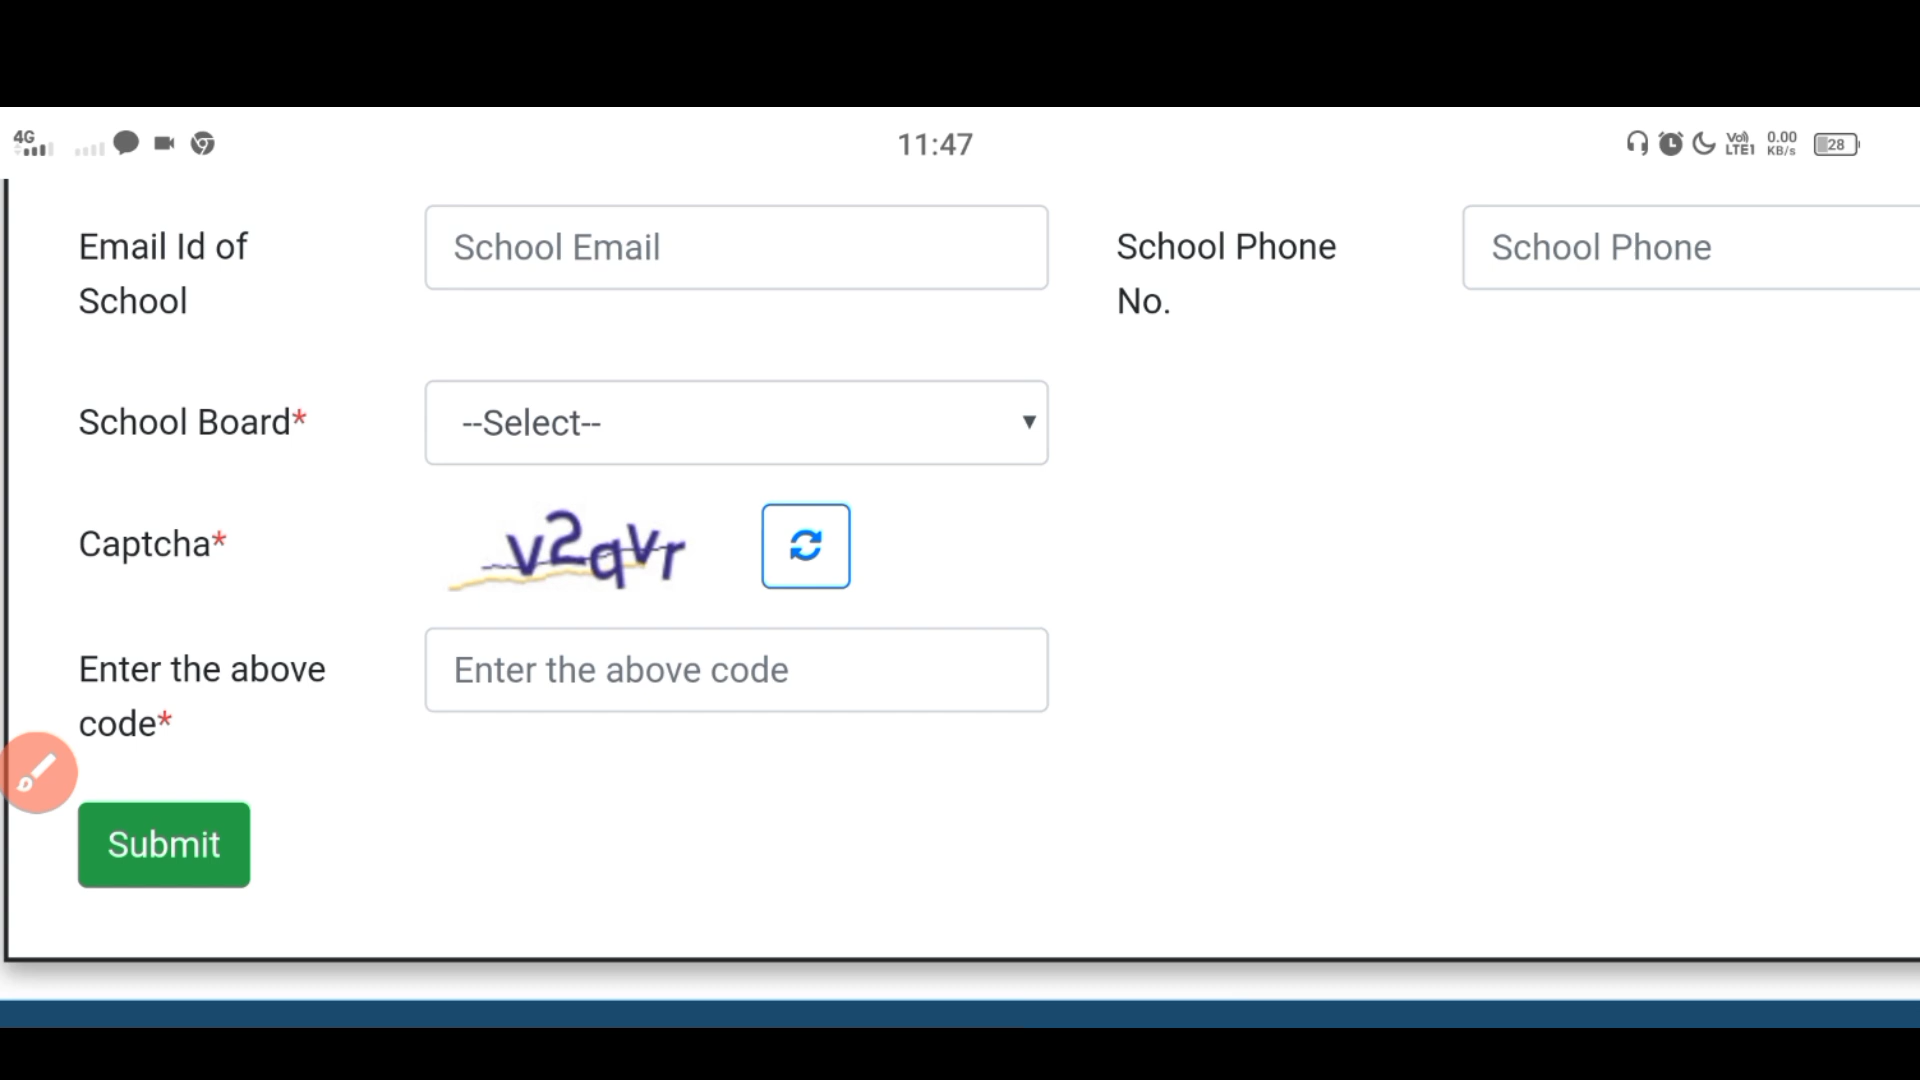 4G
11:47
Vo)) LTE1
0.00 KB/s
28
Email Id of School
School Email
School Phone No.
School Phone
School Board*
--Select--
Captcha*
v2qvr
Enter the above code*
Enter the above code
Submit